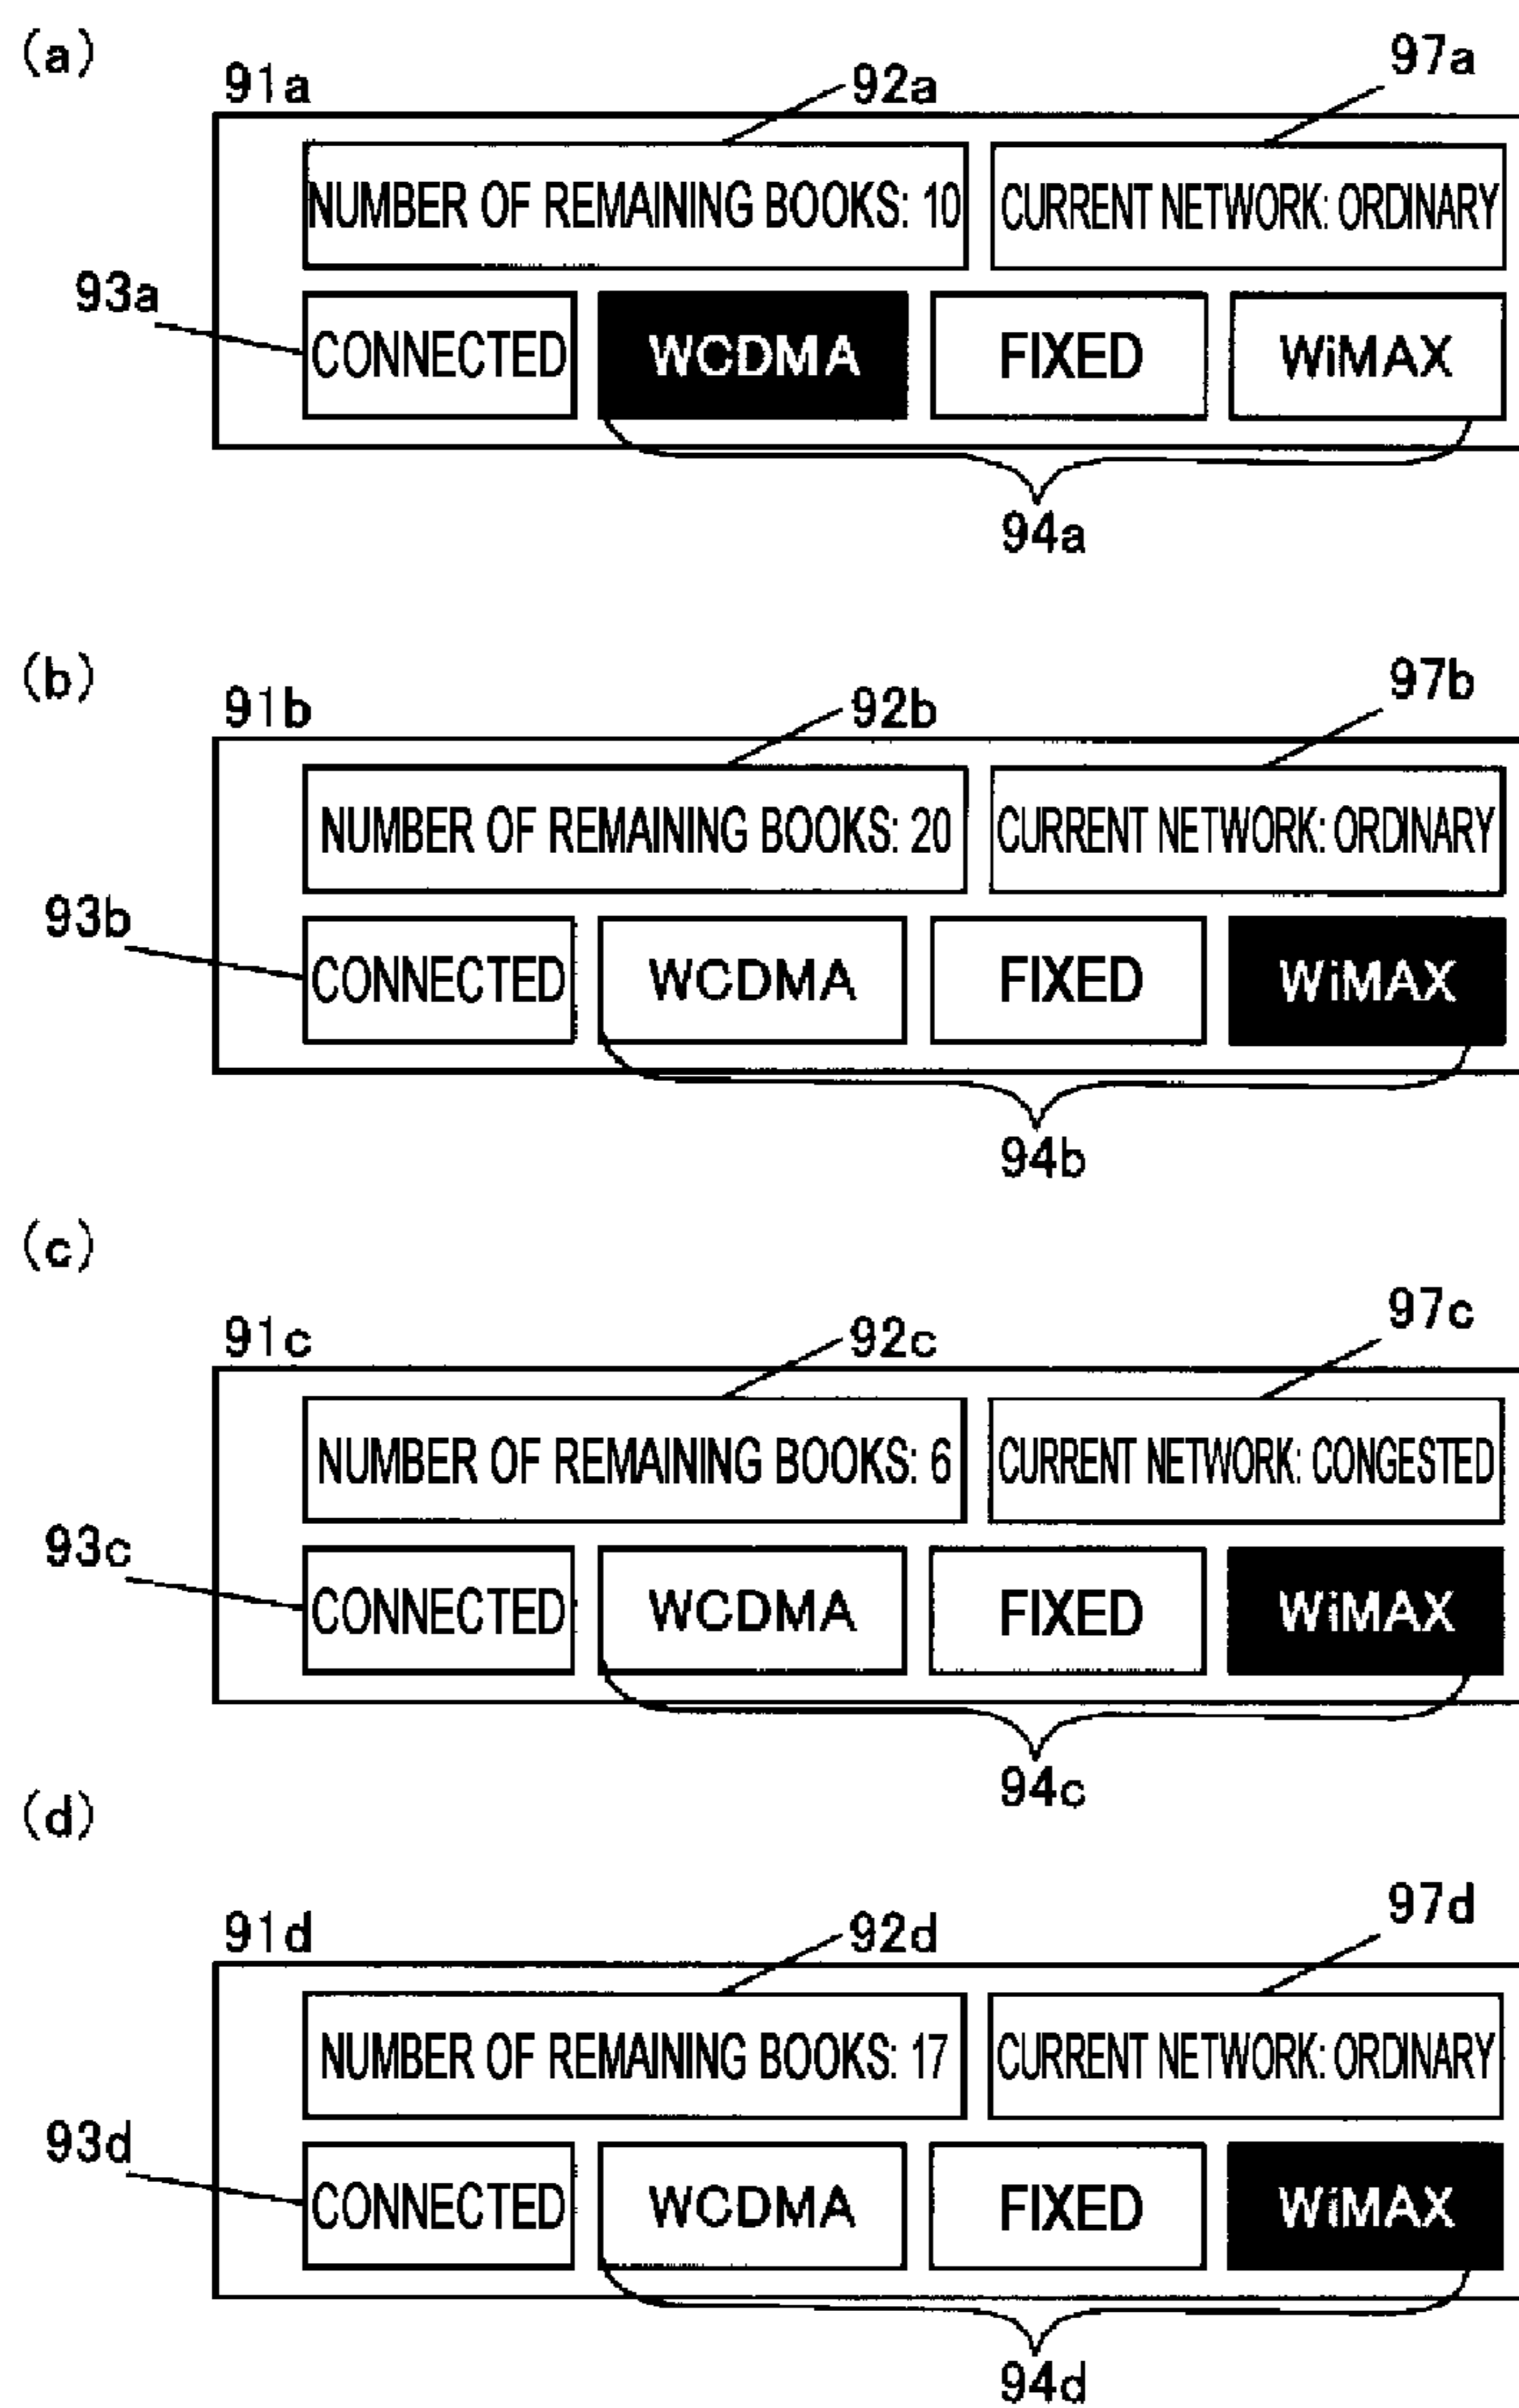 (a)
91a 92a 97a
NUMBER OF REMAINING BOOKS: 10 CURRENT NETWORK: ORDINARY
93a
CONNECTED WCDMA FIXED WiMAX
94a
(b)
91b 92b 97b
NUMBER OF REMAINING BOOKS: 20 CURRENT NETWORK: ORDINARY
93b
CONNECTED WCDMA FIXED WiMAX
94b
(c)
91c 92c 97c
NUMBER OF REMAINING BOOKS: 6 CURRENT NETWORK: CONGESTED
93c
CONNECTED WCDMA FIXED WiMAX
94c
(d)
91d 92d 97d
NUMBER OF REMAINING BOOKS: 17 CURRENT NETWORK: ORDINARY
93d
CONNECTED WCDMA FIXED WiMAX
94d